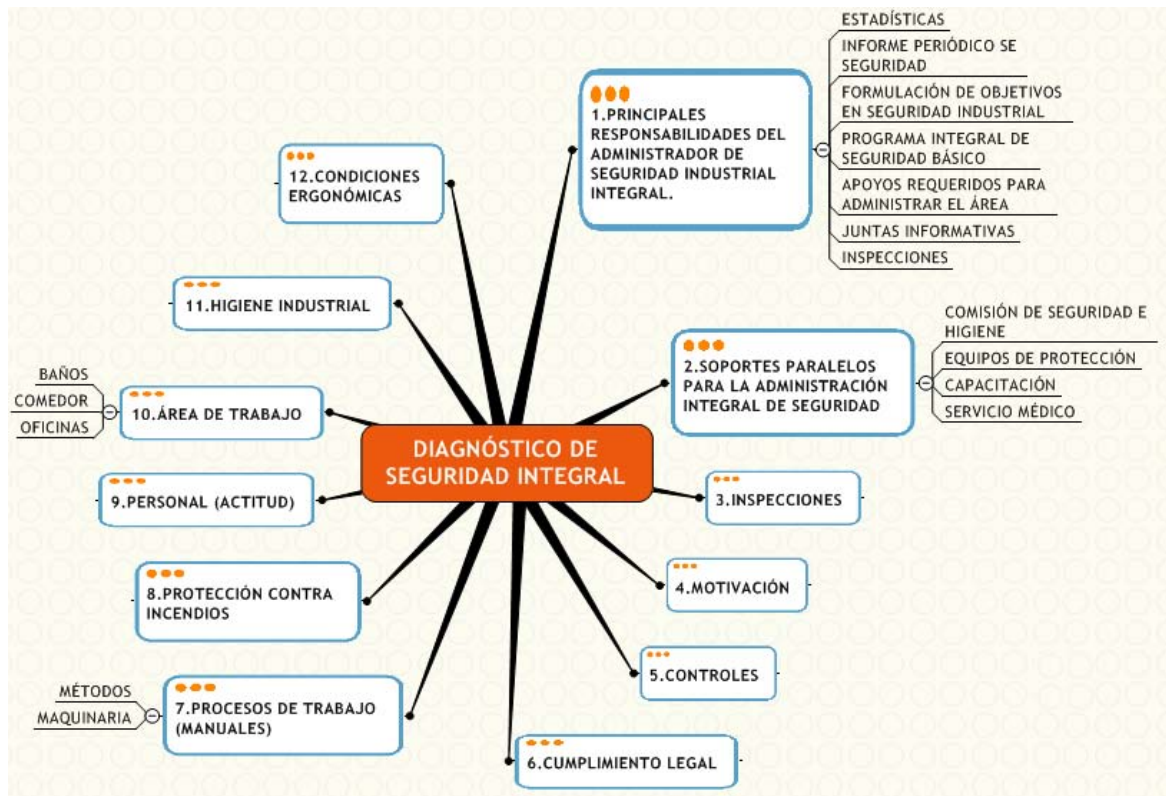 DIAGNÓSTICO DE
SEGURIDAD INTEGRAL
1.PRINCIPALES
RESPONSABILIDADES DEL
ADMINISTRADOR DE
SEGURIDAD INDUSTRIAL
INTEGRAL.
ESTADÍSTICAS
INFORME PERIÓDICO SE
SEGURIDAD
FORMULACIÓN DE OBJETIVOS
EN SEGURIDAD INDUSTRIAL
PROGRAMA INTEGRAL DE
SEGURIDAD BÁSICO
APOYOS REQUERIDOS PARA
ADMINISTRAR EL ÁREA
JUNTAS INFORMATIVAS
INSPECCIONES
2.SOPORTES PARALELOS
PARA LA ADMINISTRACIÓN
INTEGRAL DE SEGURIDAD
COMISIÓN DE SEGURIDAD E
HIGIENE
EQUIPOS DE PROTECCIÓN
CAPACITACIÓN
SERVICIO MÉDICO
3.INSPECCIONES
4.MOTIVACIÓN
5.CONTROLES
6.CUMPLIMIENTO LEGAL
7.PROCESOS DE TRABAJO
(MANUALES)
MÉTODOS
MAQUINARIA
8.PROTECCIÓN CONTRA
INCENDIOS
9.PERSONAL (ACTITUD)
10.ÁREA DE TRABAJO
BAÑOS
COMEDOR
OFICINAS
11.HIGIENE INDUSTRIAL
12.CONDICIONES
ERGONÓMICAS